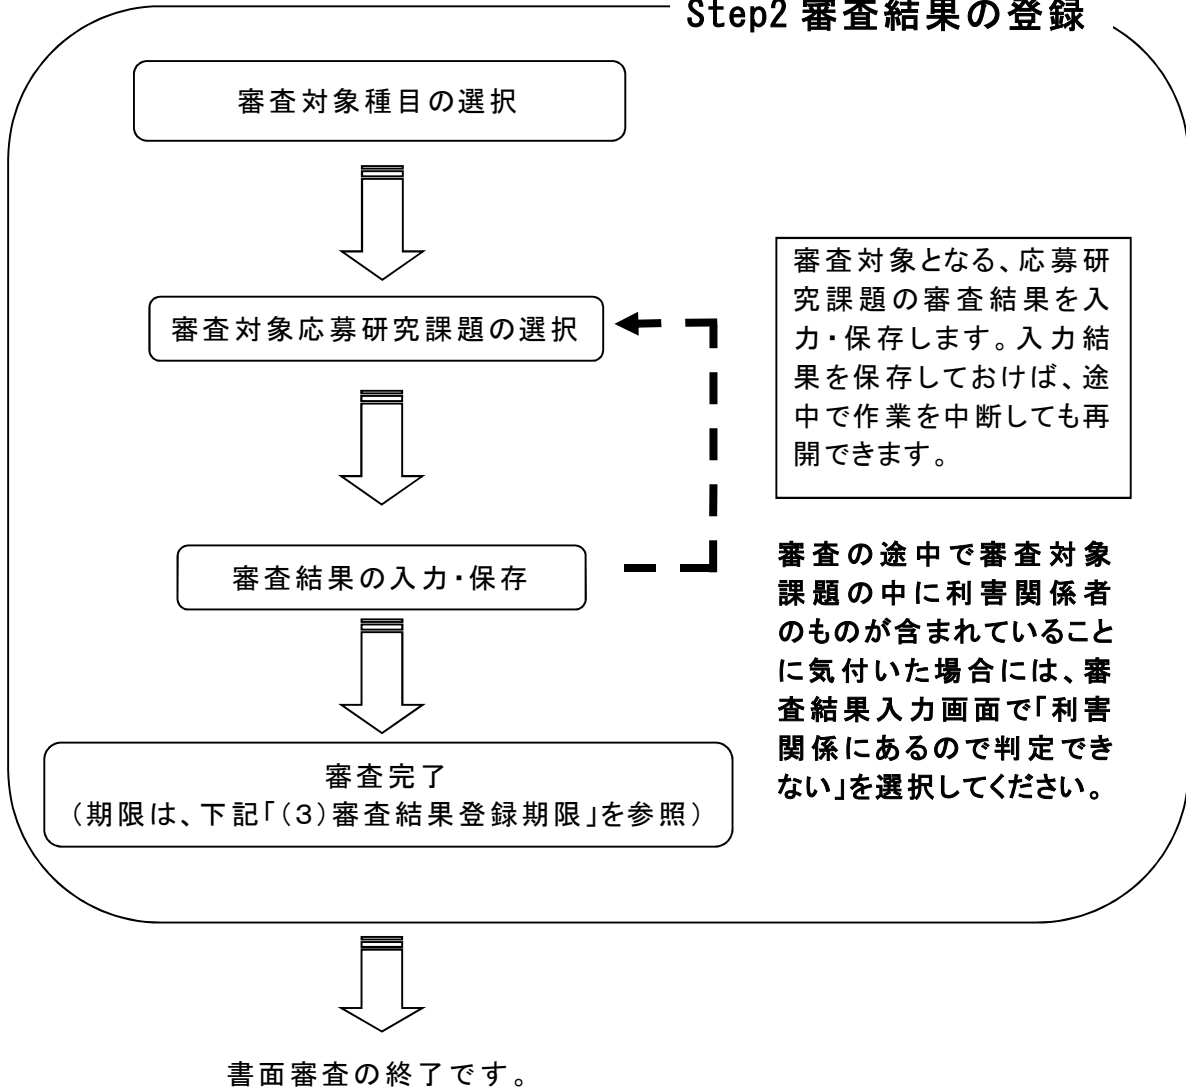 Step2 審査結果の登録
審査対象種目の選択
審査対象応募研究課題の選択
審査対象となる、応募研
究課題の審査結果を入
力・保存します。入力結
果を保存しておけば、途
中で作業を中断しても再
開できます。
審査結果の入力・保存
審査の途中で審査対象
課題の中に利害関係者
のものが含まれていること
に気付いた場合には、審
査結果入力画面で「利害
関係にあるので判定でき
ない」を選択してください。
審査完了
(期限は、下記「(3)審査結果登録期限」を参照)
書面審査の終了です。